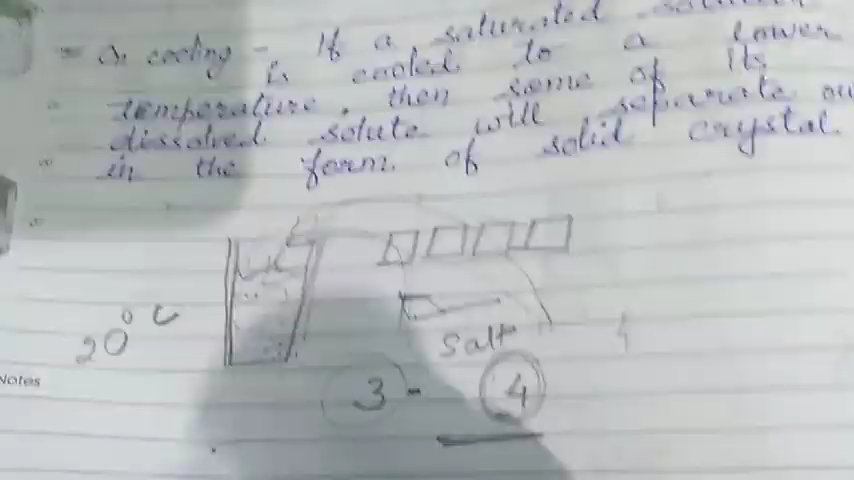 On cooling - If a saturated
is cooled to a lower
temperature, then some of its
dissolved solute will separate
in the form of solid crystal.
20°C
Salt
3 - 4
Notes